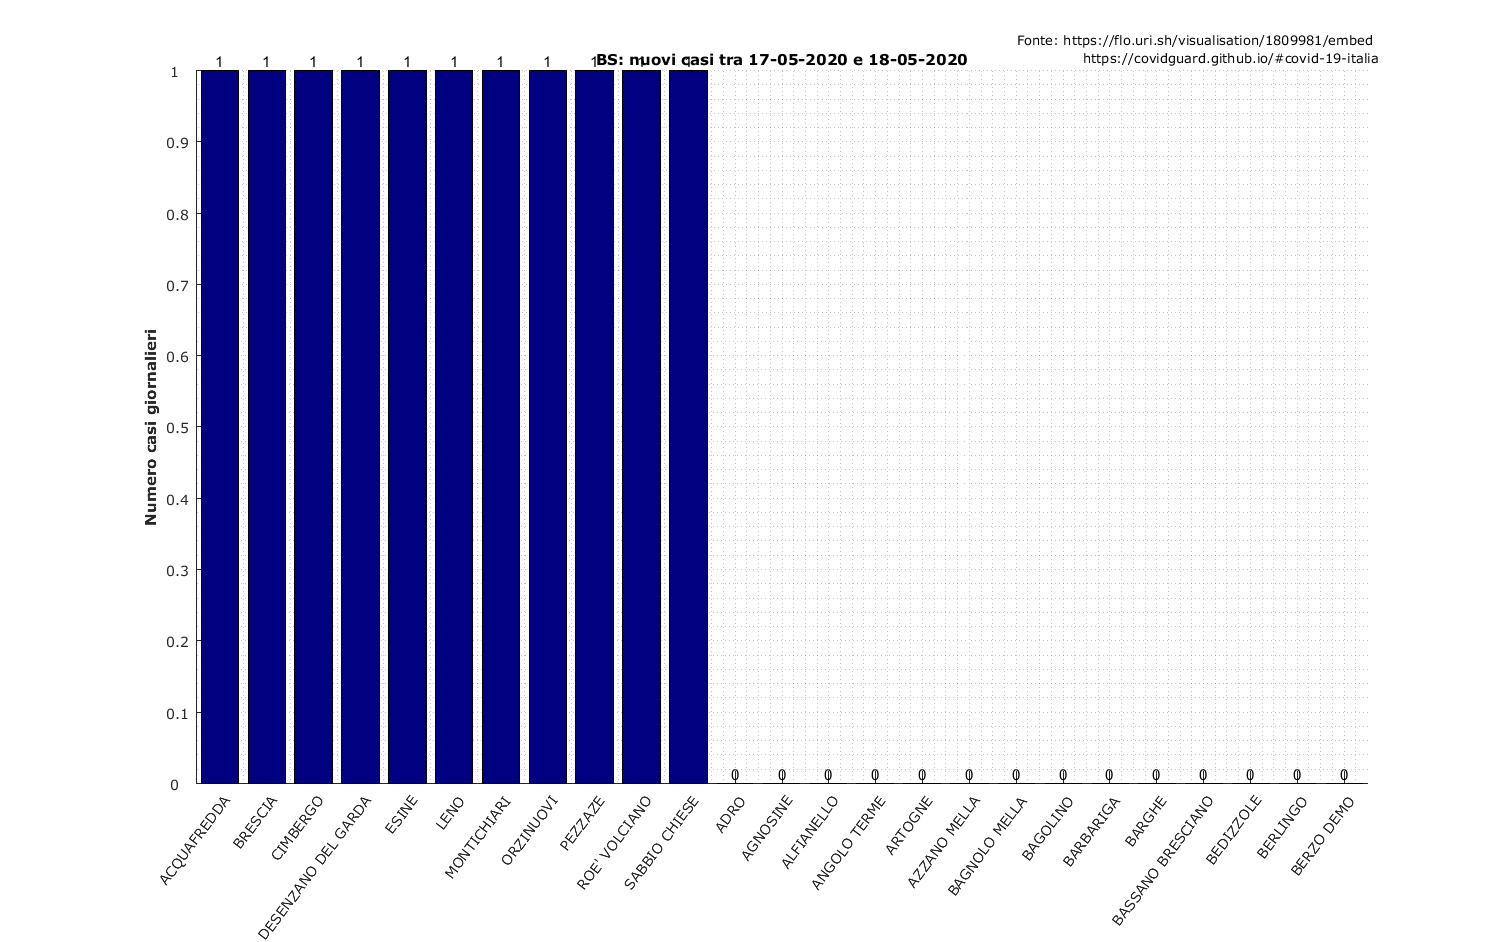 Fonte: https://flo.uri.sh/visualisation/1809981/embed
https://covidguard.github.io/#covid-19-italia
BS: nuovi casi tra 17-05-2020 e 18-05-2020
1 1 1 1 1 1 1 1 1 1 1
1
0.9
0.8
0.7
0.6
0.5
0.4
0.3
0.2
0.1
0
Numero casi giornalieri
0 0 0 0 0 0 0 0 0 0 0 0 0 0
ACQUAFREDDA
BRESCIA
CIMBERGO
DESENZANO DEL GARDA
ESINE
LENO
MONTICHIARI
ORZINUOVI
PEZZAZE
ROE' VOLCIANO
SABBIO CHIESE
ADRO
AGNOSINE
ALFIANELLO
ANGOLO TERME
ARTOGNE
AZZANO MELLA
BAGNOLO MELLA
BAGOLINO
BARBARIGA
BARGHE
BASSANO BRESCIANO
BEDIZZOLE
BERLINGO
BERZO DEMO